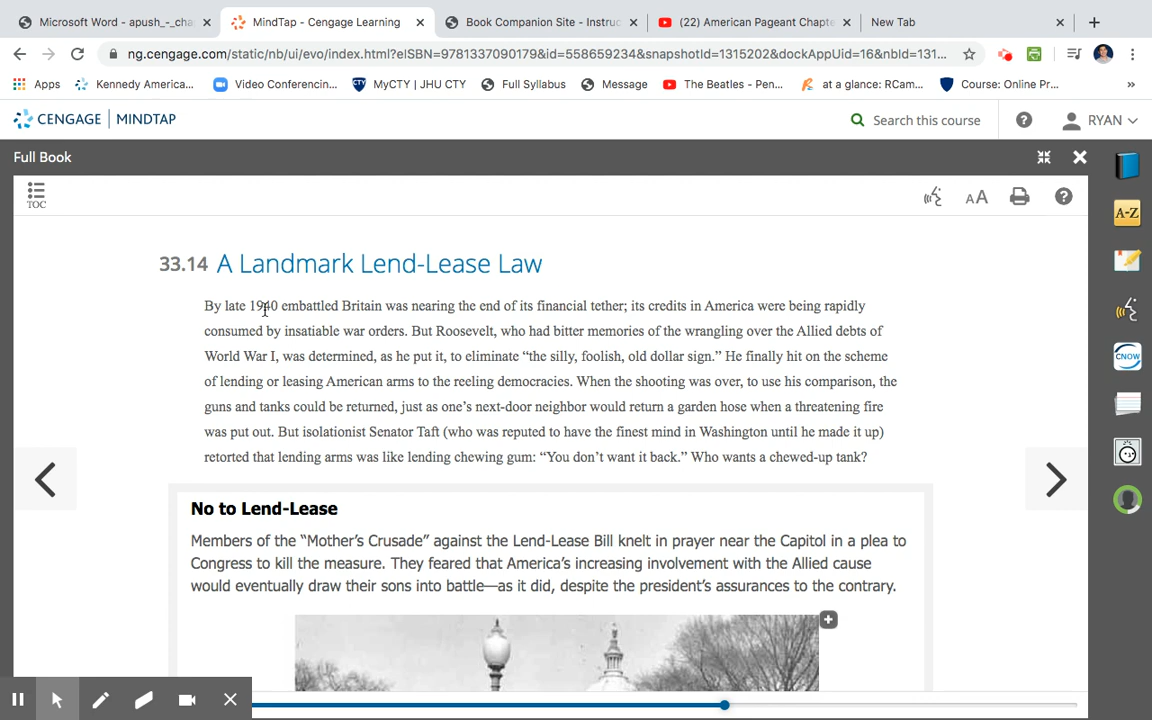 Microsoft Word - apush_-_cha
MindTap - Cengage Learning
Book Companion Site - Instruc
(22) American Pageant Chapte
New Tab
ng.cengage.com/static/nb/ui/evo/index.html?eISBN=9781337090179&id=558659234&snapshotId=1315202&dockAppUid=16&nbId=131...
Apps
Kennedy America...
Video Conferencin...
MyCTY | JHU CTY
Full Syllabus
Message
The Beatles - Pen...
at a glance: RCam...
Course: Online Pr...
»
CENGAGE | MINDTAP
Search this course
RYAN
Full Book
TOC
AA
A-Z
CNOW
33.14 A Landmark Lend-Lease Law
By late 1940 embattled Britain was nearing the end of its financial tether; its credits in America were being rapidly
consumed by insatiable war orders. But Roosevelt, who had bitter memories of the wrangling over the Allied debts of
World War I, was determined, as he put it, to eliminate “the silly, foolish, old dollar sign.” He finally hit on the scheme
of lending or leasing American arms to the reeling democracies. When the shooting was over, to use his comparison, the
guns and tanks could be returned, just as one’s next-door neighbor would return a garden hose when a threatening fire
was put out. But isolationist Senator Taft (who was reputed to have the finest mind in Washington until he made it up)
retorted that lending arms was like lending chewing gum: “You don’t want it back.” Who wants a chewed-up tank?
No to Lend-Lease
Members of the “Mother’s Crusade” against the Lend-Lease Bill knelt in prayer near the Capitol in a plea to
Congress to kill the measure. They feared that America’s increasing involvement with the Allied cause
would eventually draw their sons into battle—as it did, despite the president’s assurances to the contrary.